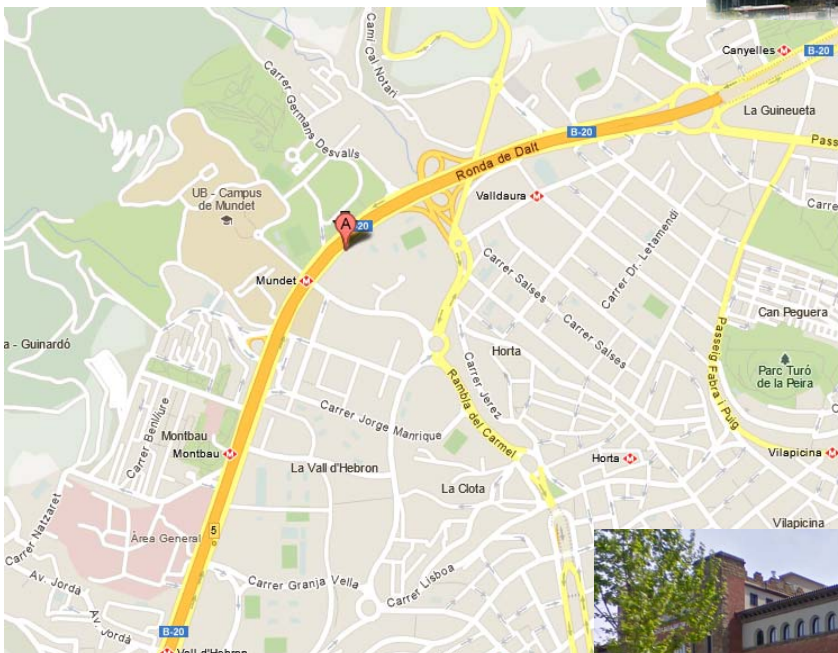 Canyelles
B-20
La Guineueta
Camí Cal Notari
Carrer Germans Desvalls
B-20
Ronda de Dalt
Pass
UB - Campus
de Mundet
Valldaura
Carre
A
-20
Mundet
Carrer Dr. Letamendi
Carrer Salses
Carrer Salses
Can Peguera
a - Guinardó
Horta
Passeig Fabra i Puig
Parc Turó
de la Peira
Carrer Jerez
Rambla del Carmel
Carrer Benlliure
Carrer Jorge Manrique
Montbau
Montbau
La Vall d'Hebron
Horta
Vilapicina
La Clota
Carrer Natzaret
5
Àrea General
Vilapicina
Av. Jordà
Carrer Granja Vella
Carrer Lisboa
Av. Jordà
B-20
Vall d'Hebron